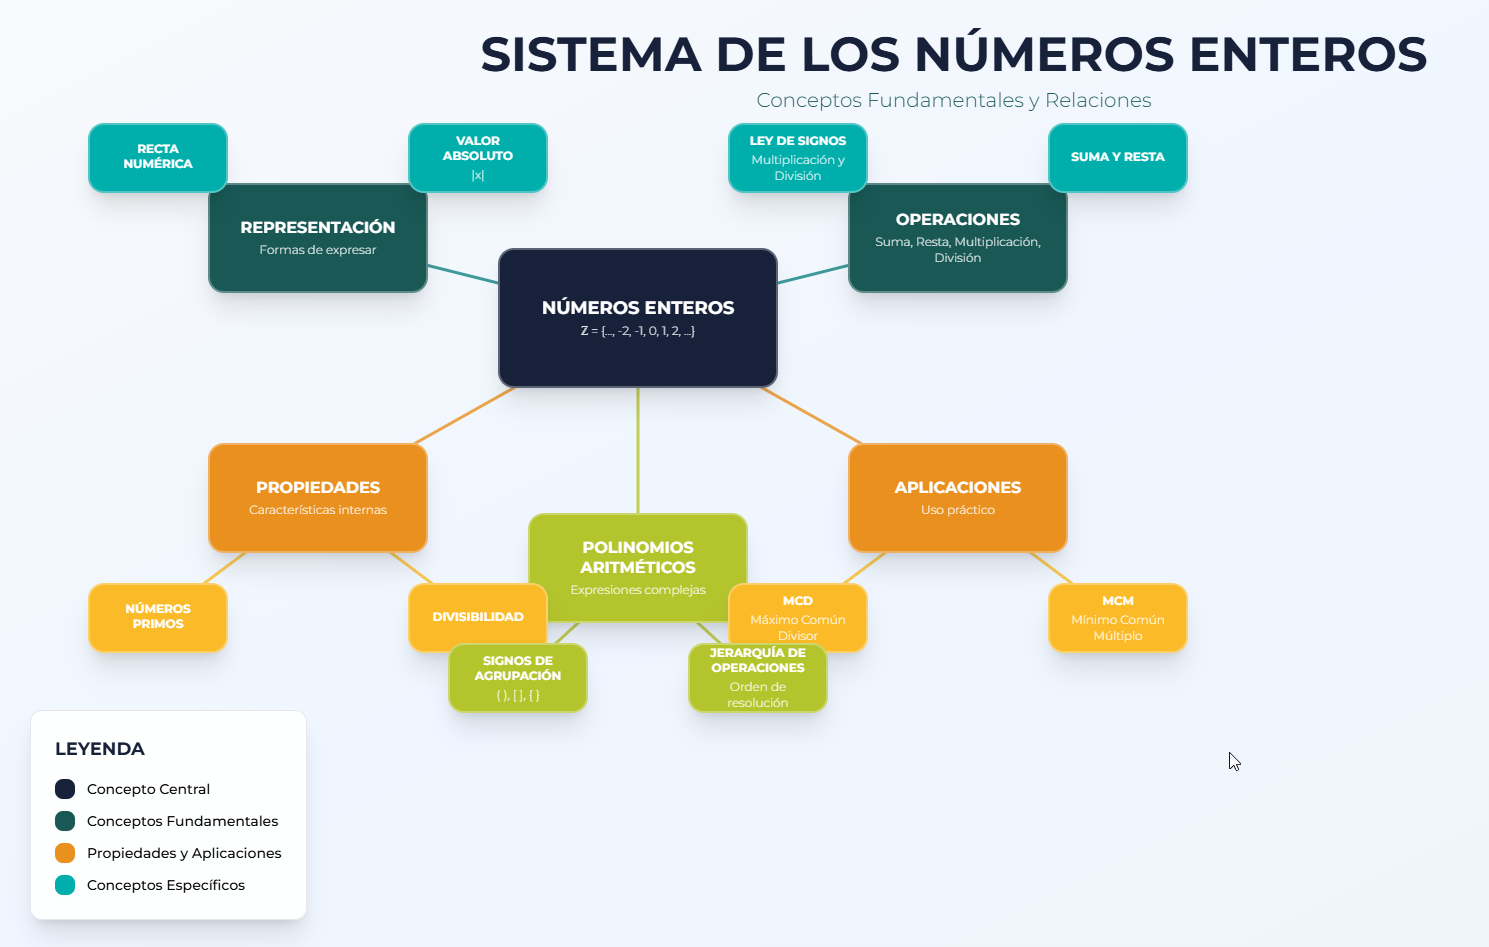 SISTEMA DE LOS NÚMEROS ENTEROS
Conceptos Fundamentales y Relaciones
RECTA
NUMÉRICA
VALOR
ABSOLUTO
|x|
LEY DE SIGNOS
Multiplicación y
División
SUMA Y RESTA
REPRESENTACIÓN
Formas de expresar
OPERACIONES
Suma, Resta, Multiplicación,
División
NÚMEROS ENTEROS
ℤ = {..., -2, -1, 0, 1, 2, ...}
PROPIEDADES
Características internas
APLICACIONES
Uso práctico
POLINOMIOS
ARITMÉTICOS
Expresiones complejas
NÚMEROS
PRIMOS
DIVISIBILIDAD
MCD
Máximo Común
Divisor
MCM
Mínimo Común
Múltiplo
SIGNOS DE
AGRUPACIÓN
( ), [ ], { }
JERARQUÍA DE
OPERACIONES
Orden de
resolución
LEYENDA
Concepto Central
Conceptos Fundamentales
Propiedades y Aplicaciones
Conceptos Específicos